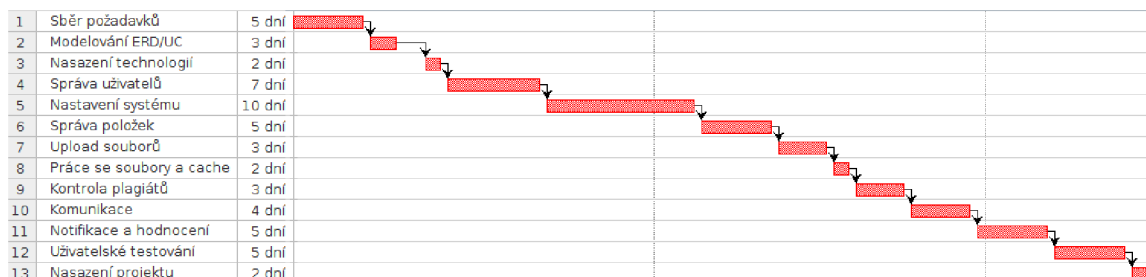 1 Sběr požadavků 5 dní
2 Modelování ERD/UC 3 dní
3 Nasazení technologií 2 dní
4 Správa uživatelů 7 dní
5 Nastavení systému 10 dní
6 Správa položek 5 dní
7 Upload souborů 3 dní
8 Práce se soubory a cache 2 dní
9 Kontrola plagiátů 3 dní
10 Komunikace 4 dní
11 Notifikace a hodnocení 5 dní
12 Uživatelské testování 5 dní
13 Nasazení projektu 2 dní